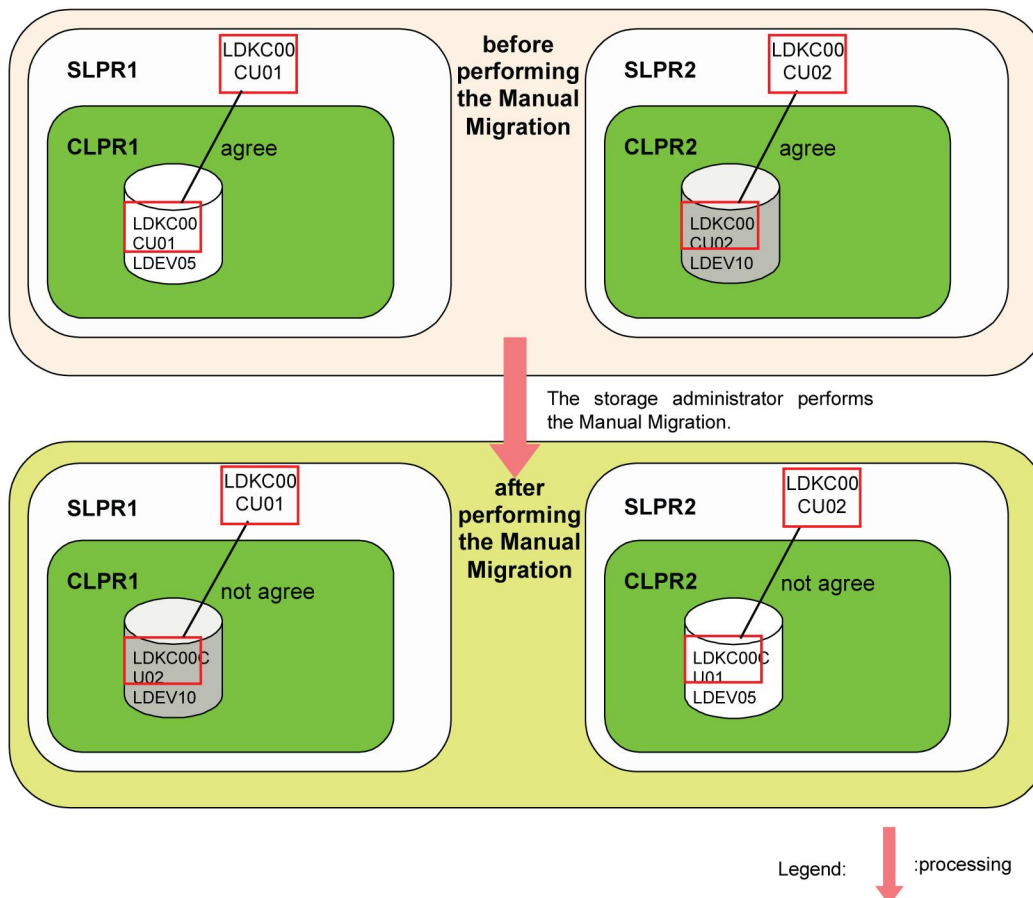 before
performing
the Manual
Migration
SLPR1
LDKC00
CU01
CLPR1
agree
LDKC00
CU01
LDEV05
SLPR2
LDKC00
CU02
CLPR2
agree
LDKC00
CU02
LDEV10
The storage administrator performs
the Manual Migration.
after
performing
the Manual
Migration
SLPR1
LDKC00
CU01
CLPR1
not agree
LDKC00C
U02
LDEV10
SLPR2
LDKC00
CU02
CLPR2
not agree
LDKC00C
U01
LDEV05
Legend: :processing